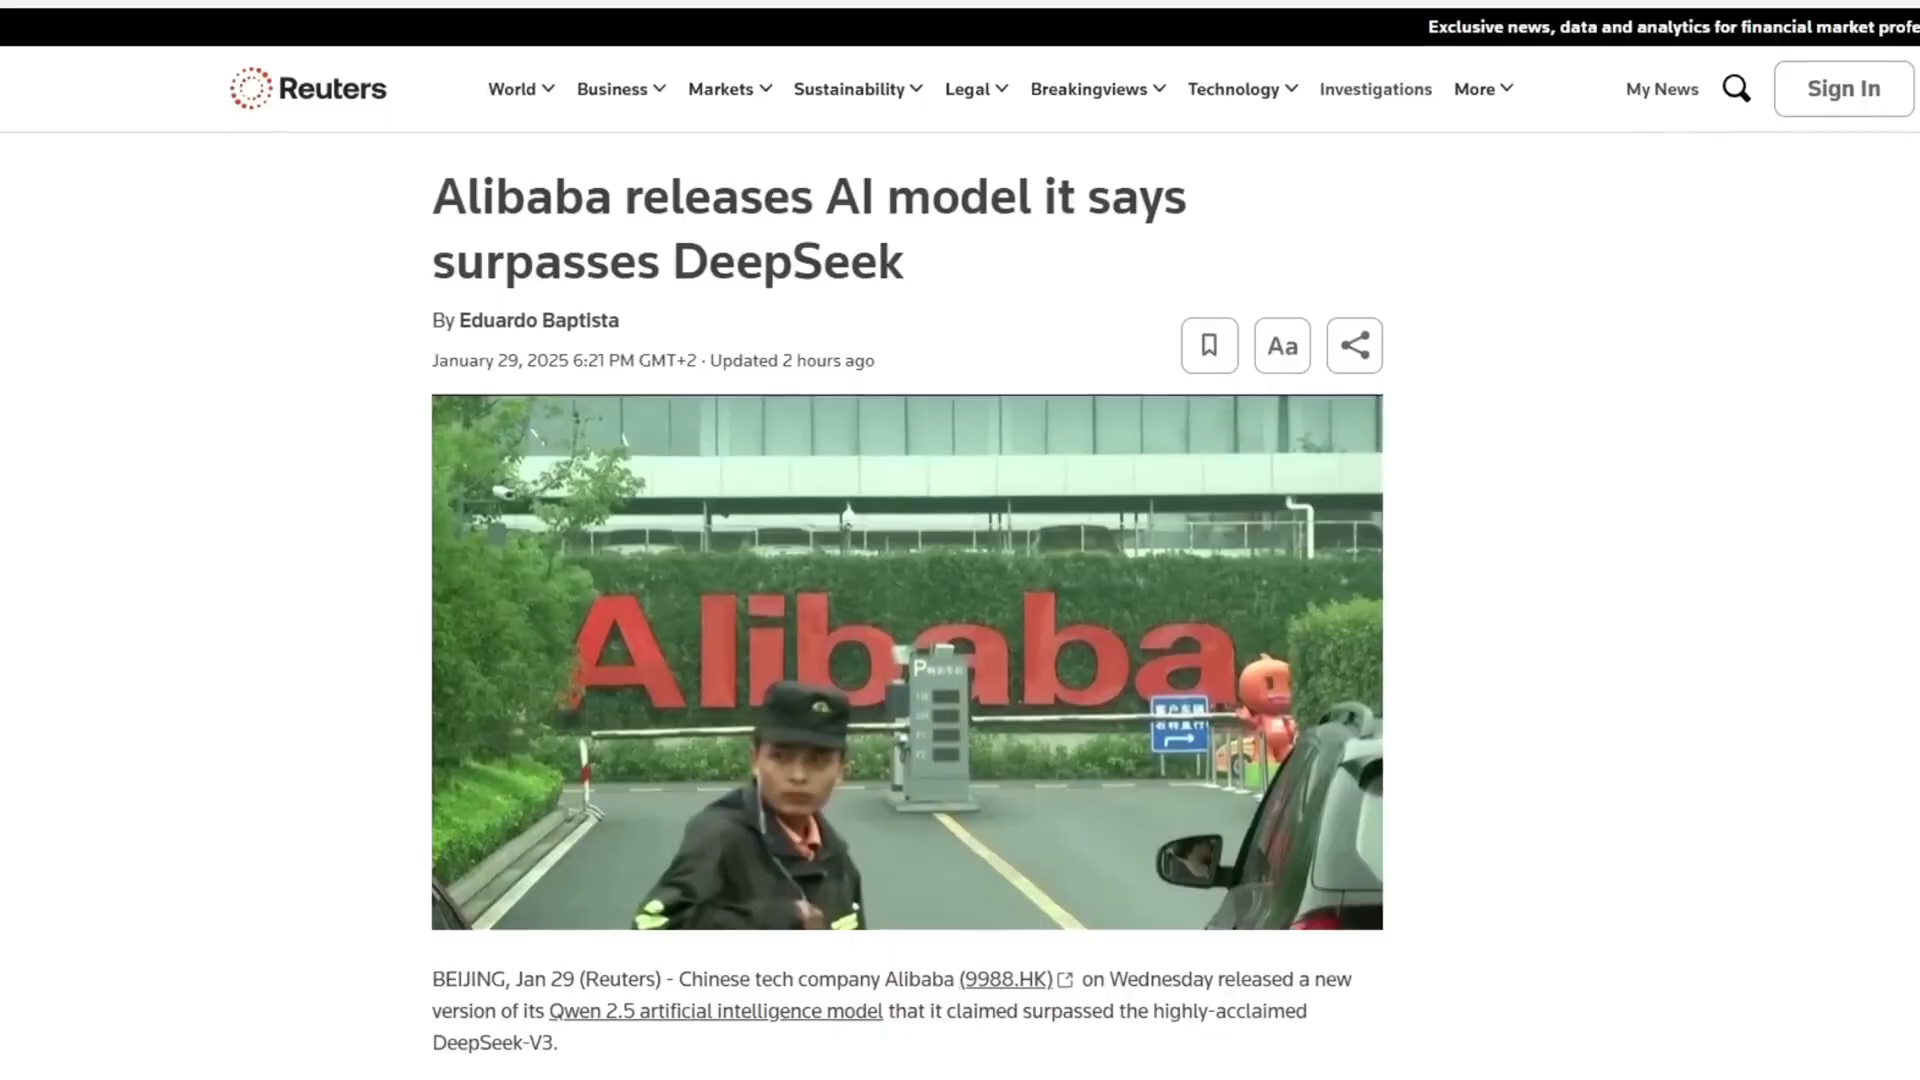 Exclusive news, data and analytics for financial market profe
Reuters
World Business Markets Sustainability Legal Breakingviews Technology Investigations More My News Sign In
Alibaba releases AI model it says
surpasses DeepSeek
By Eduardo Baptista
January 29, 2025 6:21 PM GMT+2 · Updated 2 hours ago
Aa
Alibaba
P
BEIJING, Jan 29 (Reuters) - Chinese tech company Alibaba (9988.HK) on Wednesday released a new
version of its Qwen 2.5 artificial intelligence model that it claimed surpassed the highly-acclaimed
DeepSeek-V3.